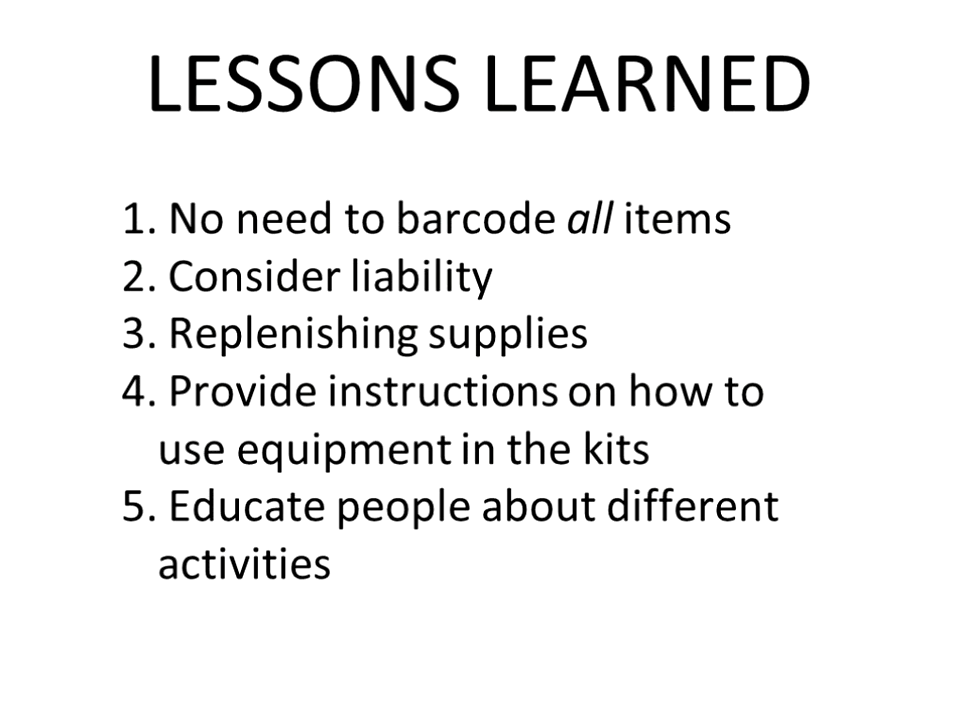 LESSONS LEARNED
1. No need to barcode all items
2. Consider liability
3. Replenishing supplies
4. Provide instructions on how to
use equipment in the kits
5. Educate people about different
activities